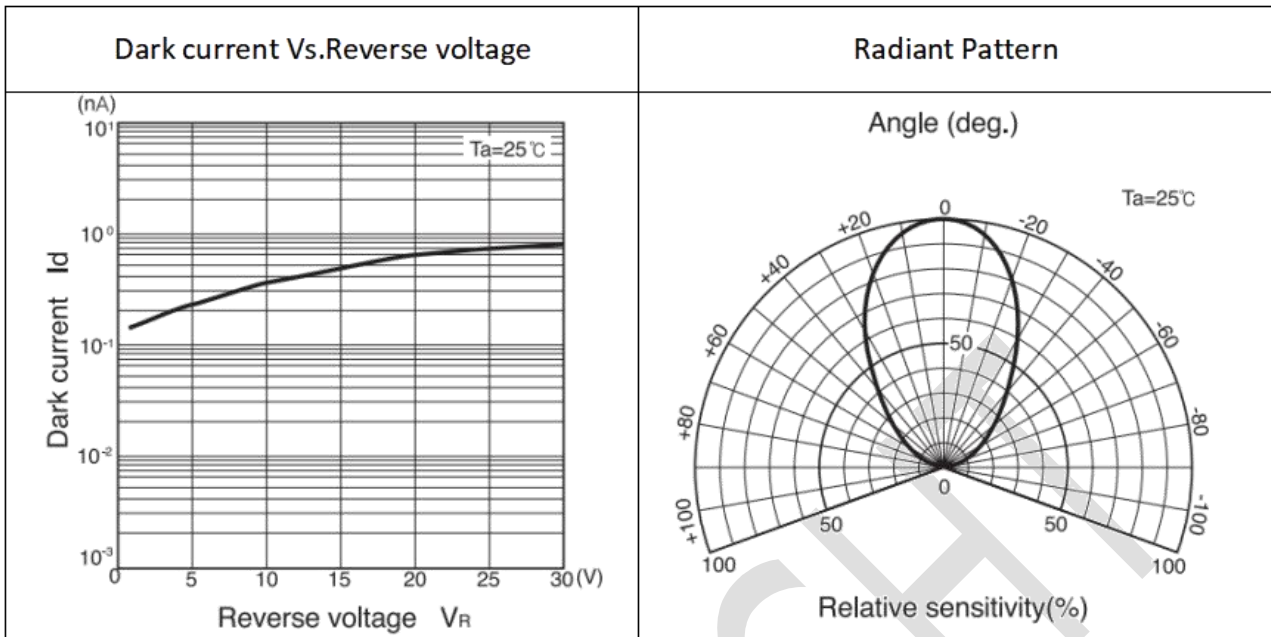 Dark current Vs.Reverse voltage
Radiant Pattern
(nA)
10¹
10⁰
10⁻¹
10⁻²
10⁻³
Ta=25℃
Dark current Id
0 5 10 15 20 25 30 (V)
Reverse voltage VR
Angle (deg.)
Ta=25℃
0
+20 -20
+40 -40
+60 -60
+80 -80
+100 -100
50
0
50 50
100 100
Relative sensitivity(%)